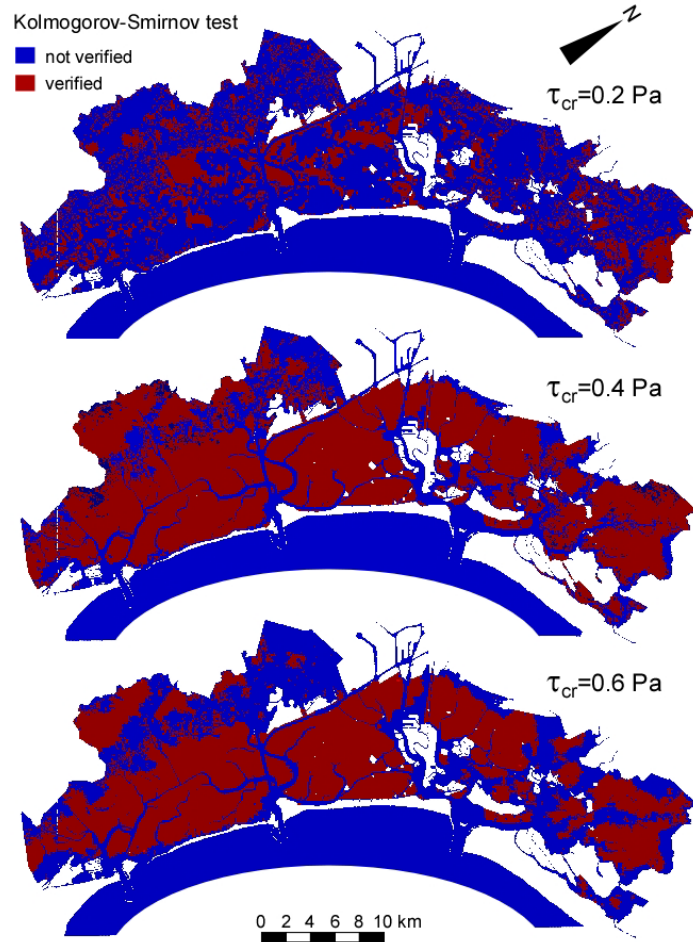 Kolmogorov-Smirnov test
not verified
verified
N
τcr=0.2 Pa
τcr=0.4 Pa
τcr=0.6 Pa
0 2 4 6 8 10 km